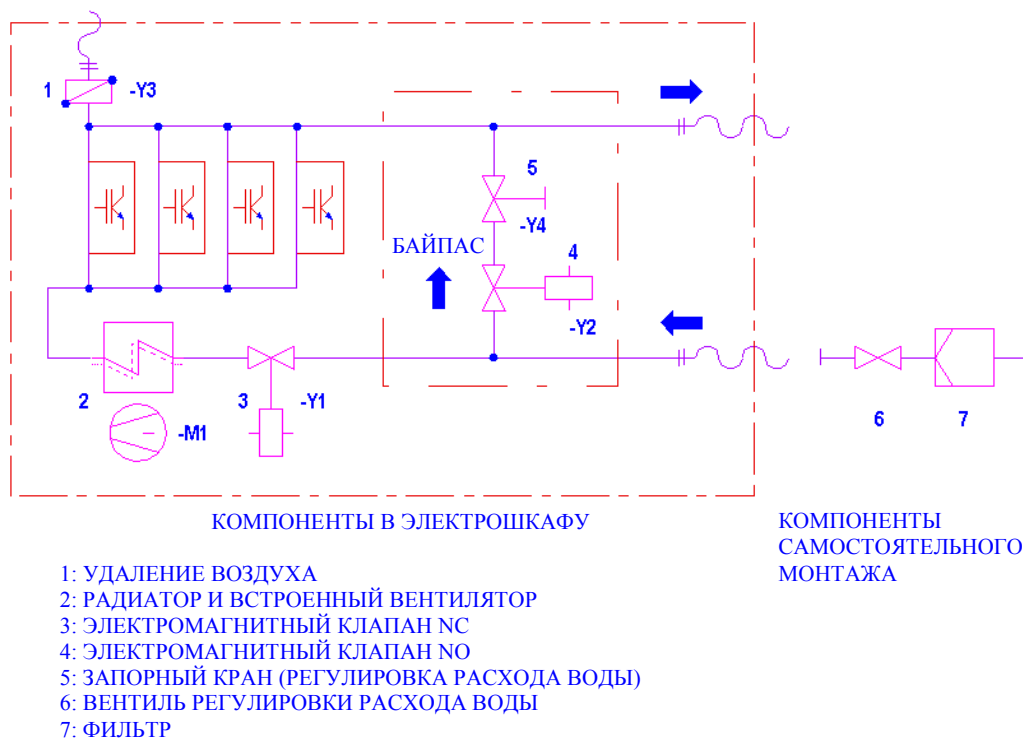 1
-Y3
5
-Y4
БАЙПАС
4
-Y2
2
3
-Y1
-M1
6
7
КОМПОНЕНТЫ В ЭЛЕКТРОШКАФУ
КОМПОНЕНТЫ
САМОСТОЯТЕЛЬНОГО
МОНТАЖА
1: УДАЛЕНИЕ ВОЗДУХА
2: РАДИАТОР И ВСТРОЕННЫЙ ВЕНТИЛЯТОР
3: ЭЛЕКТРОМАГНИТНЫЙ КЛАПАН NC
4: ЭЛЕКТРОМАГНИТНЫЙ КЛАПАН NO
5: ЗАПОРНЫЙ КРАН (РЕГУЛИРОВКА РАСХОДА ВОДЫ)
6: ВЕНТИЛЬ РЕГУЛИРОВКИ РАСХОДА ВОДЫ
7: ФИЛЬТР